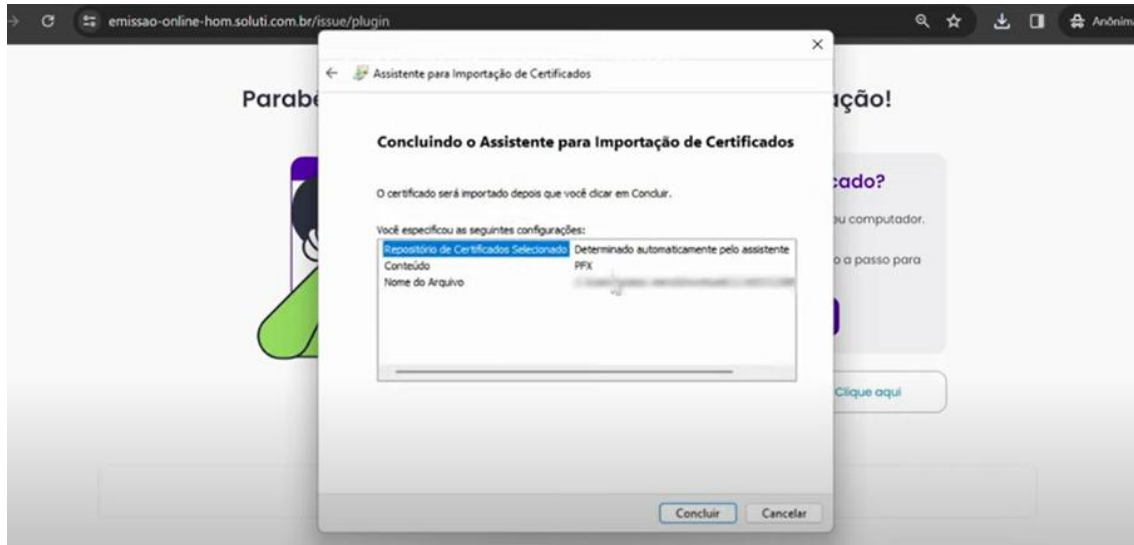 emissao-online-hom.soluti.com.br/issue/plugin
Anônima
Assistente para Importação de Certificados
Parabé
ção!
Concluindo o Assistente para Importação de Certificados
cado?
O certificado será importado depois que você clicar em Concluir.
u computador.
Você especificou as seguintes configurações:
Repositório de Certificados Selecionado Determinado automaticamente pelo assistente
Conteúdo PFX
o a passo para
Nome do Arquivo
Clique aqui
Concluir Cancelar